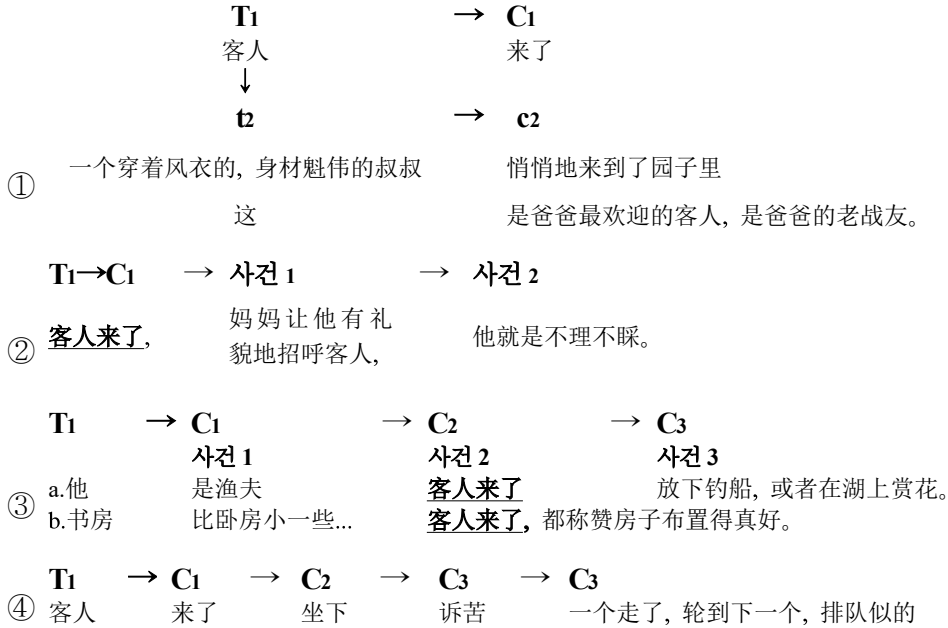 T1 → C1
客人 来了
↓
t2 → c2
一个穿着风衣的, 身材魁伟的叔叔 悄悄地来到了园子里
①
这 是爸爸最欢迎的客人, 是爸爸的老战友。
T1→C1 → 사건 1 → 사건 2
妈妈让他有礼
② 客人来了, 他就是不理不睬。
貌地招呼客人,
T1 → C1 → C2 → C3
사건 1 사건 2 사건 3
③ a.他 是渔夫 客人来了 放下钓船, 或者在湖上赏花。
b.书房 比卧房小一些... 客人来了, 都称赞房子布置得真好。
T1 → C1 → C2 → C3 → C3
④ 客人 来了 坐下 诉苦 一个走了, 轮到下一个, 排队似的